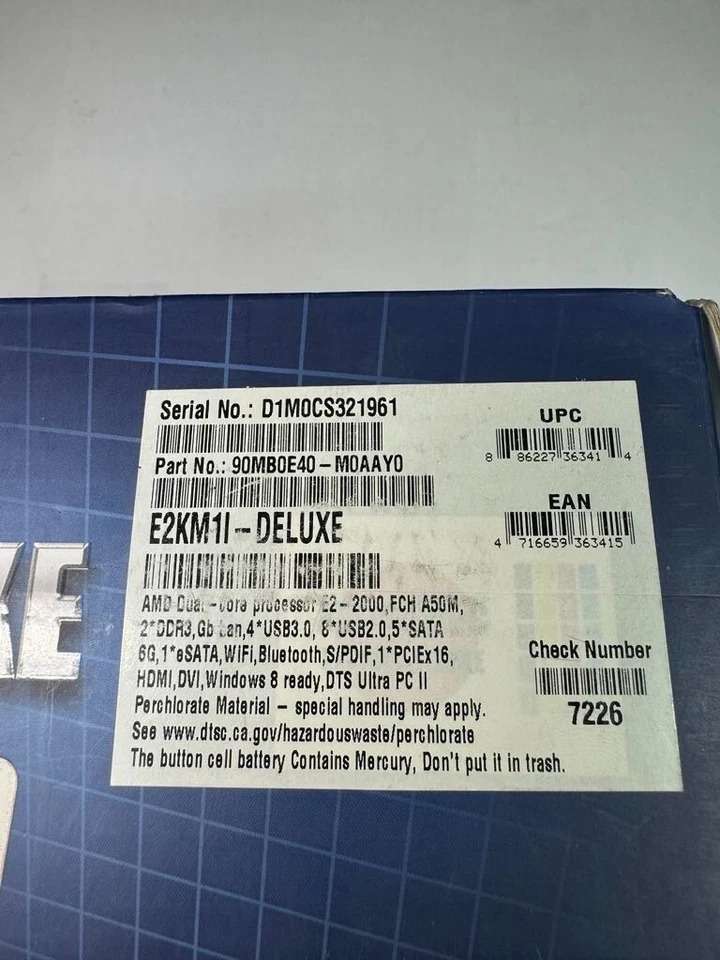 Serial No.: D1M0CS321961
UPC
8 86227 36341 4
Part No.: 90MB0E40-M0AAY0
EAN
4 716659 363415
E2KM1I-DELUXE
AMD Dual-core processor E2-2000,FCH A50M,
2*DDR3,Gb Lan,4*USB3.0, 8*USB2.0,5*SATA
6G,1*eSATA,WiFi,Bluetooth,S/PDIF,1*PCIEx16,
HDMI,DVI,Windows 8 ready,DTS Ultra PC II
Perchlorate Material - special handling may apply.
See www.dtsc.ca.gov/hazardouswaste/perchlorate
The button cell battery Contains Mercury, Don't put it in trash.
Check Number
7226